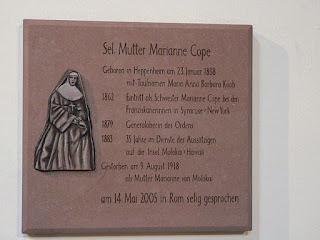 Sel. Mutter Marianne Cope
Geboren in Heppenheim am 23. Januar 1838
mit Taufnamen Maria Anna Barbara Koob
1862 Eintritt als Schwester Marianne Cope bei den
Franziskanerinnen in Syracuse - New York
1879 Generaloberin des Ordens
1883 35 Jahre im Dienste der Aussätzigen
auf der Insel Molokai - Hawaii
Gestorben am 9. August 1918
als Mutter Marianne von Molokai
am 14. Mai 2005 in Rom selig gesprochen